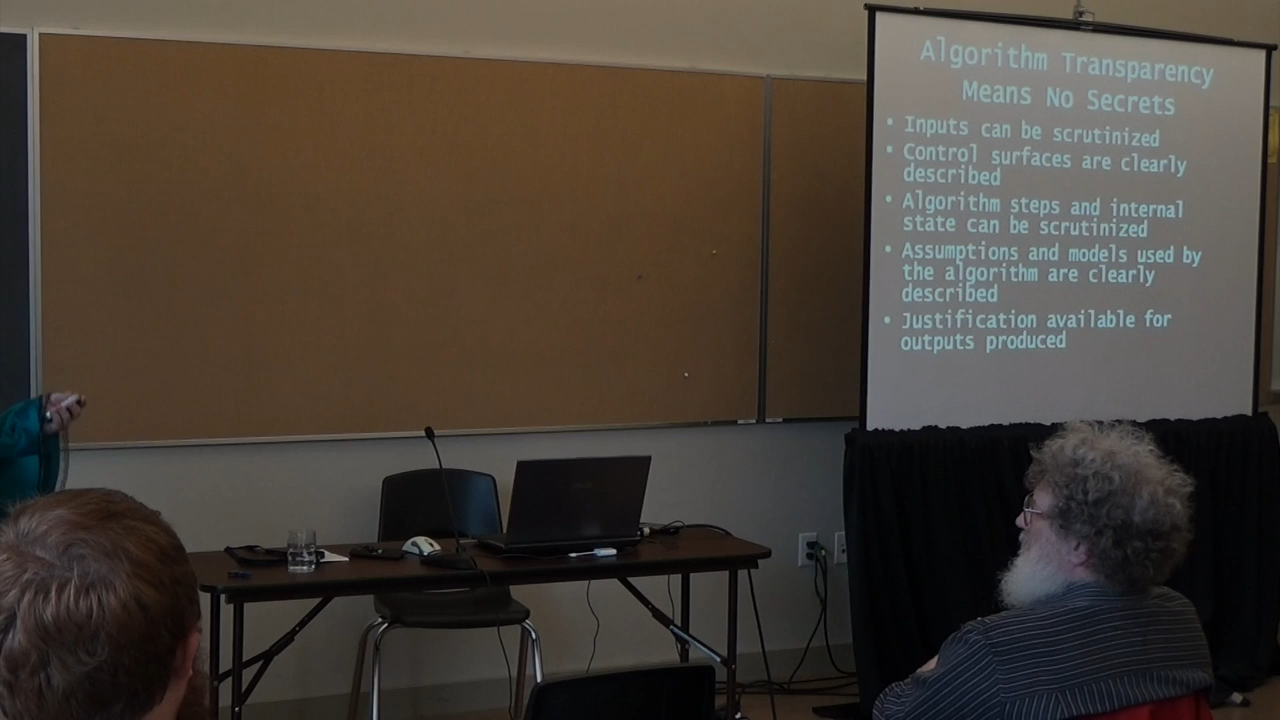 Algorithm Transparency
Means No Secrets
• Inputs can be scrutinized
• Control surfaces are clearly
described
• Algorithm steps and internal
state can be scrutinized
• Assumptions and models used by
the algorithm are clearly
described
• Justification available for
outputs produced